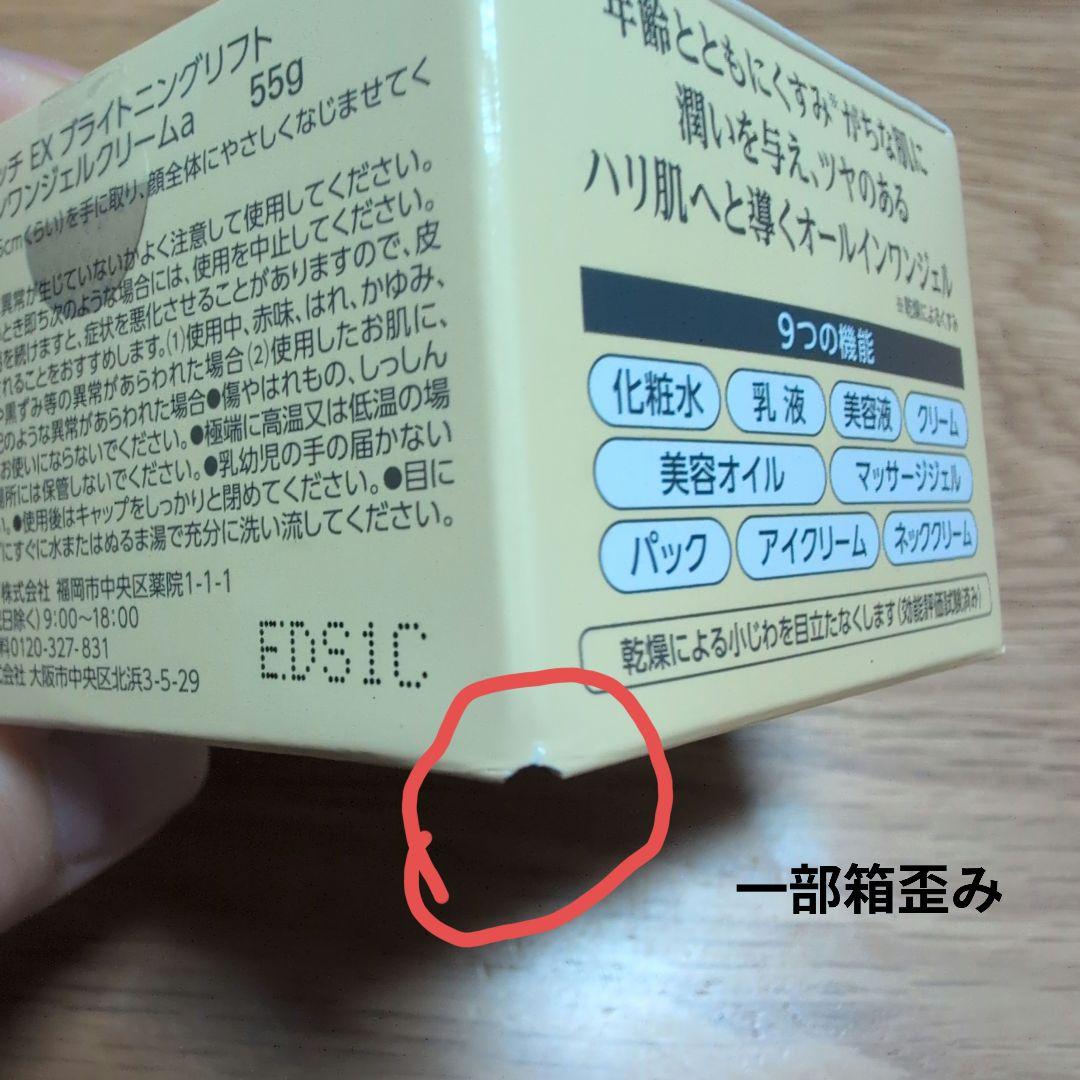 ッチ EX ブライトニングリフト
ワンジェルクリームa 55g
くらい)を手に取り、顔全体にやさしくなじませてく
異常が生じていないかよく注意して使用してください。
とき即ち次のような場合には、使用を中止してください。
を続けますと、症状を悪化させることがありますので、皮
れることをおすすめします。(1)使用中、赤味、はれ、かゆみ、
や黒ずみ等の異常があらわれた場合(2)使用したお肌に、
のような異常があらわれた場合●傷やはれもの、しっしん
お使いにならないでください。●極端に高温又は低温の場
場所には保管しないでください。●乳幼児の手の届かない
い。●使用後はキャップをしっかりと閉めてください。●目に
にすぐに水またはぬるま湯で充分に洗い流してください。
株式会社 福岡市中央区薬院1-1-1
日除く)9:00〜18:00
料0120-327-831
会社 大阪市中央区北浜3-5-29
EDS1C
年齢とともにくすみ※がちな肌に
潤いを与え、ツヤのある
ハリ肌へと導くオールインワンジェル
※乾燥によるくすみ
9つの機能
化粧水 乳液 美容液 クリーム
美容オイル マッサージジェル
パック アイクリーム ネッククリーム
乾燥による小じわを目立たなくします(効能評価試験済み)
一部箱歪み